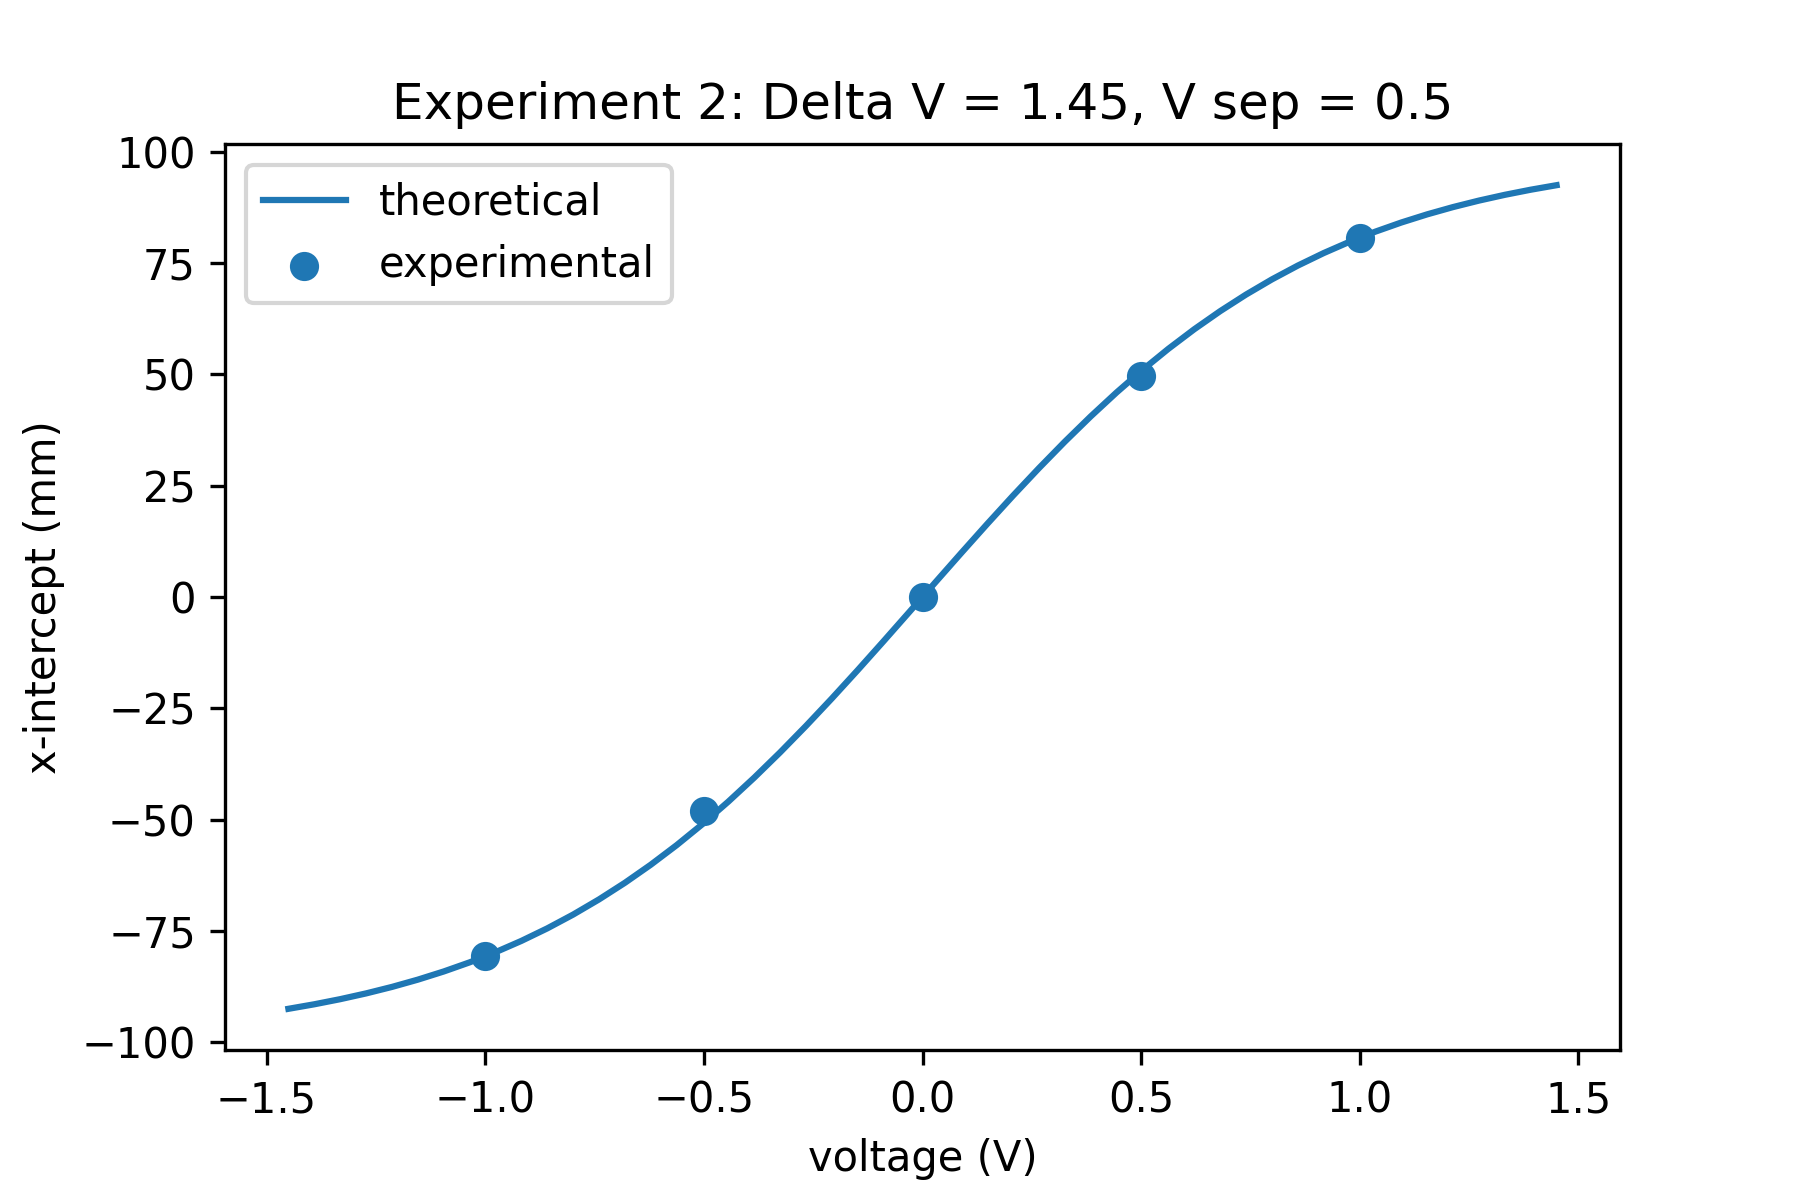 Experiment 2: Delta V = 1.45, V sep = 0.5
100
75
50
25
0
−25
−50
−75
−100
x-intercept (mm)
theoretical
experimental
−1.5 −1.0 −0.5 0.0 0.5 1.0 1.5
voltage (V)